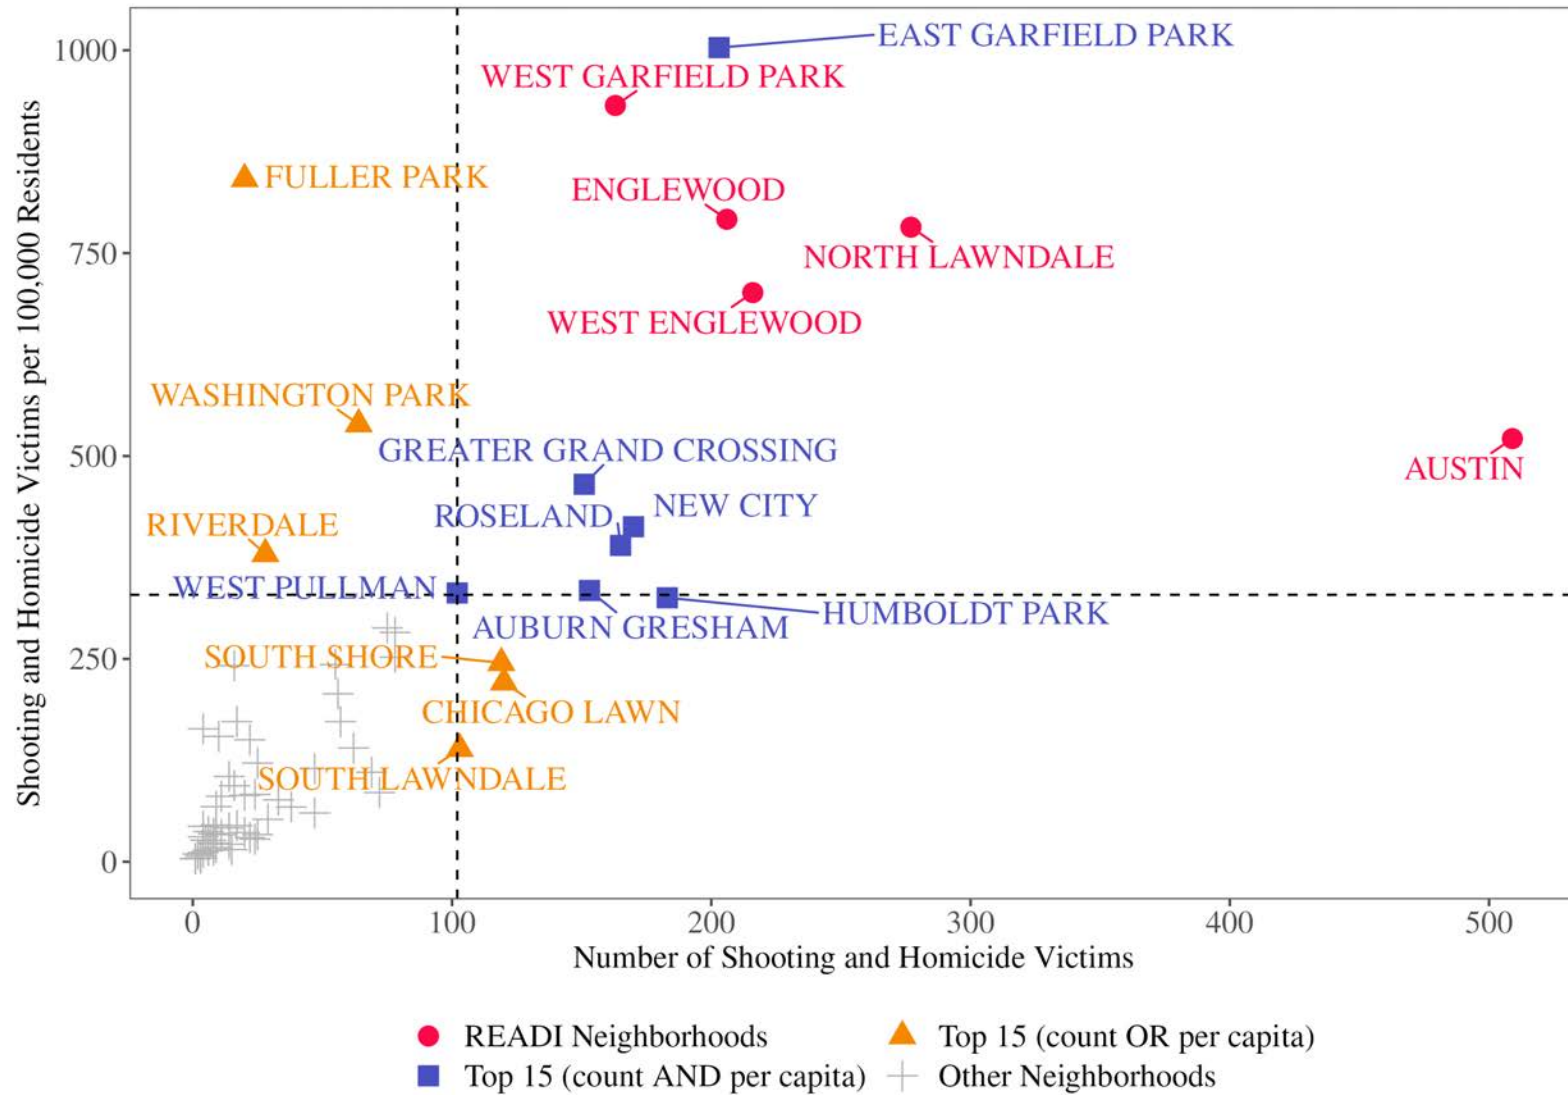 EAST GARFIELD PARK
1000
WEST GARFIELD PARK
FULLER PARK
ENGLEWOOD
750
NORTH LAWNDALE
WEST ENGLEWOOD
WASHINGTON PARK
GREATER GRAND CROSSING
500
AUSTIN
NEW CITY
ROSELAND
RIVERDALE
WEST PULLMAN
HUMBOLDT PARK
AUBURN GRESHAM
SOUTH SHORE
250
CHICAGO LAWN
SOUTH LAWNDALE
0
Shooting and Homicide Victims per 100,000 Residents
0 100 200 300 400 500
Number of Shooting and Homicide Victims
READI Neighborhoods
Top 15 (count OR per capita)
Top 15 (count AND per capita)
Other Neighborhoods